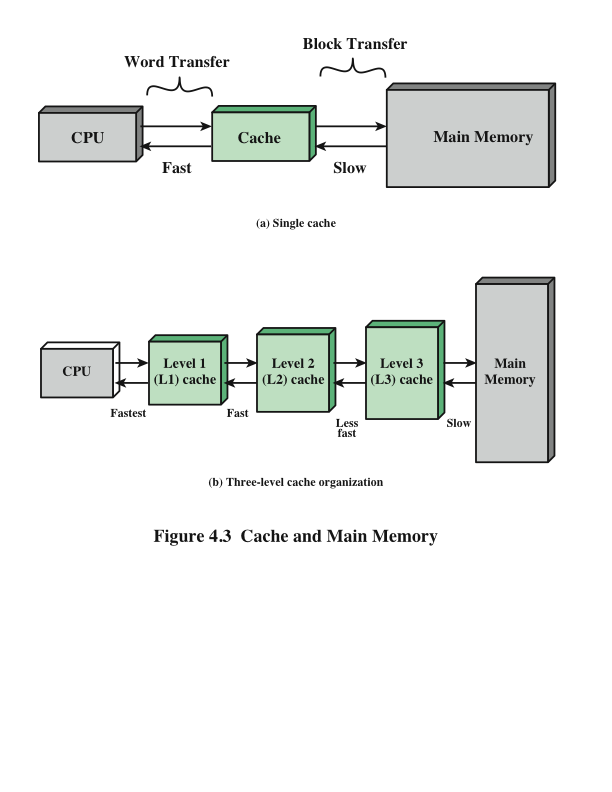 Block Transfer
Word Transfer
CPU
Cache
Main Memory
Fast
Slow
(a) Single cache
CPU
Level 1
(L1) cache
Level 2
(L2) cache
Level 3
(L3) cache
Main
Memory
Fastest
Fast
Less
fast
Slow
(b) Three-level cache organization
Figure 4.3  Cache and Main Memory